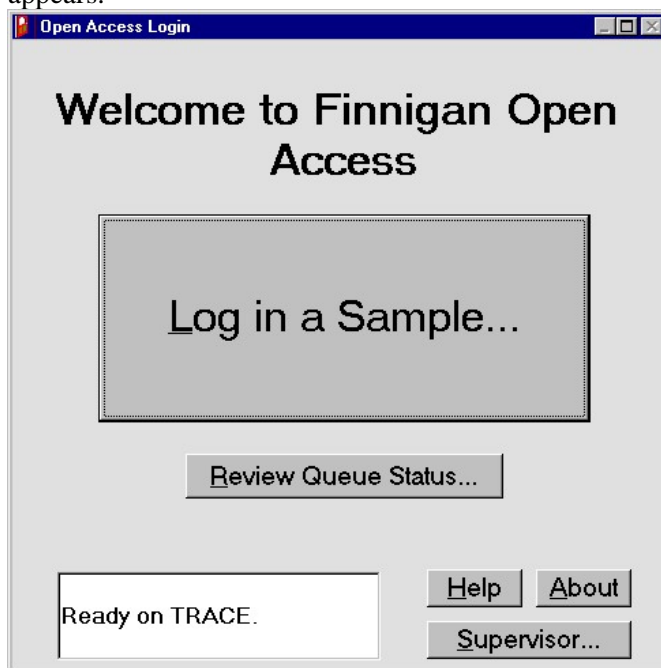 appears.
Open Access Login
Welcome to Finnigan Open
Access
Log in a Sample...
Review Queue Status...
Ready on TRACE.
Help About
Supervisor...